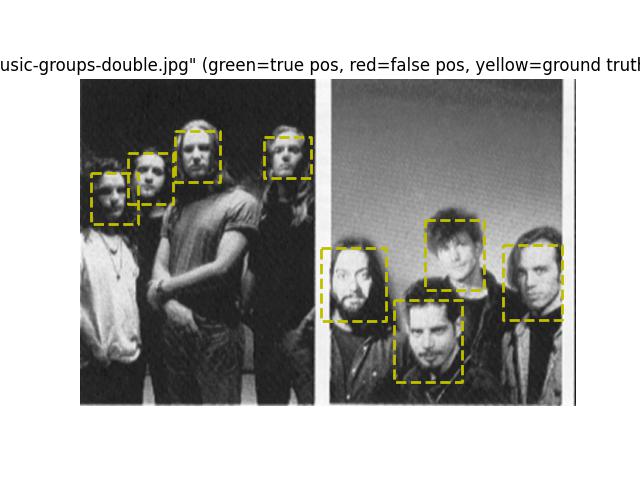 usic-groups-double.jpg" (green=true pos, red=false pos, yellow=ground truth